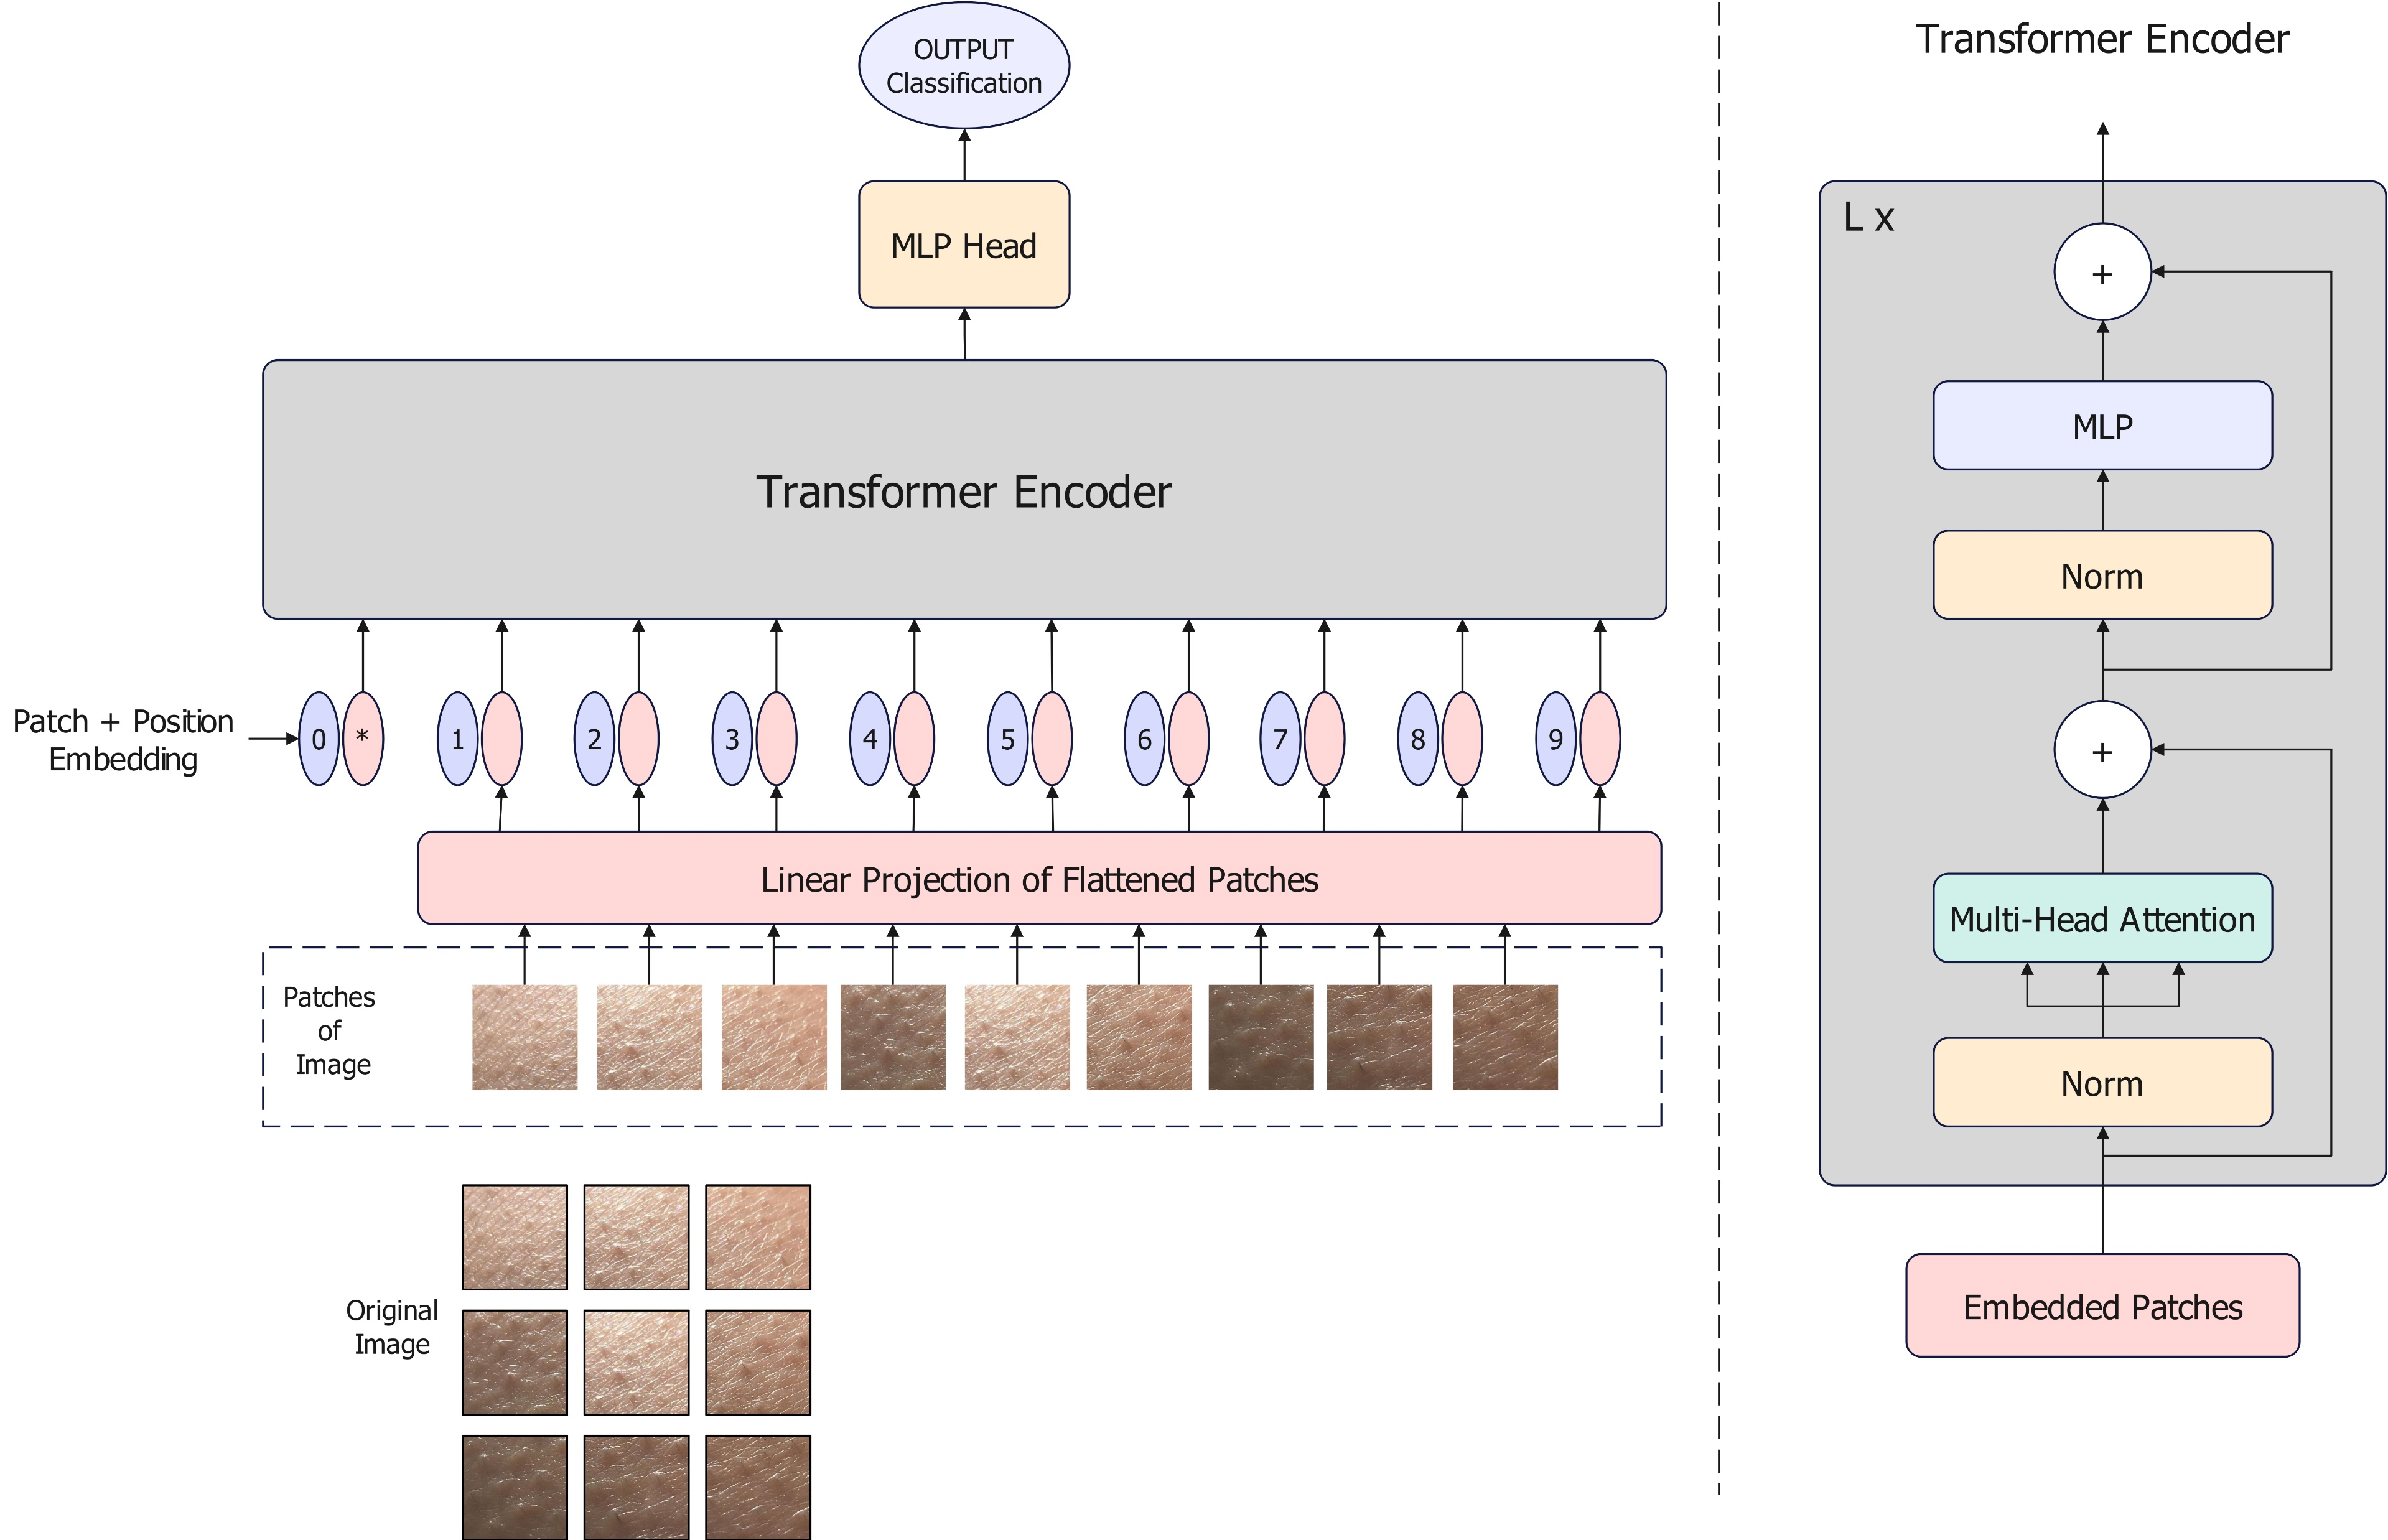 OUTPUT
Classification
MLP Head
Transformer Encoder
Patch + Position
Embedding
0 * 1 2 3 4 5 6 7 8 9
Linear Projection of Flattened Patches
Patches
of
Image
Original
Image
Transformer Encoder
L x
+
MLP
Norm
+
Multi-Head Attention
Norm
Embedded Patches